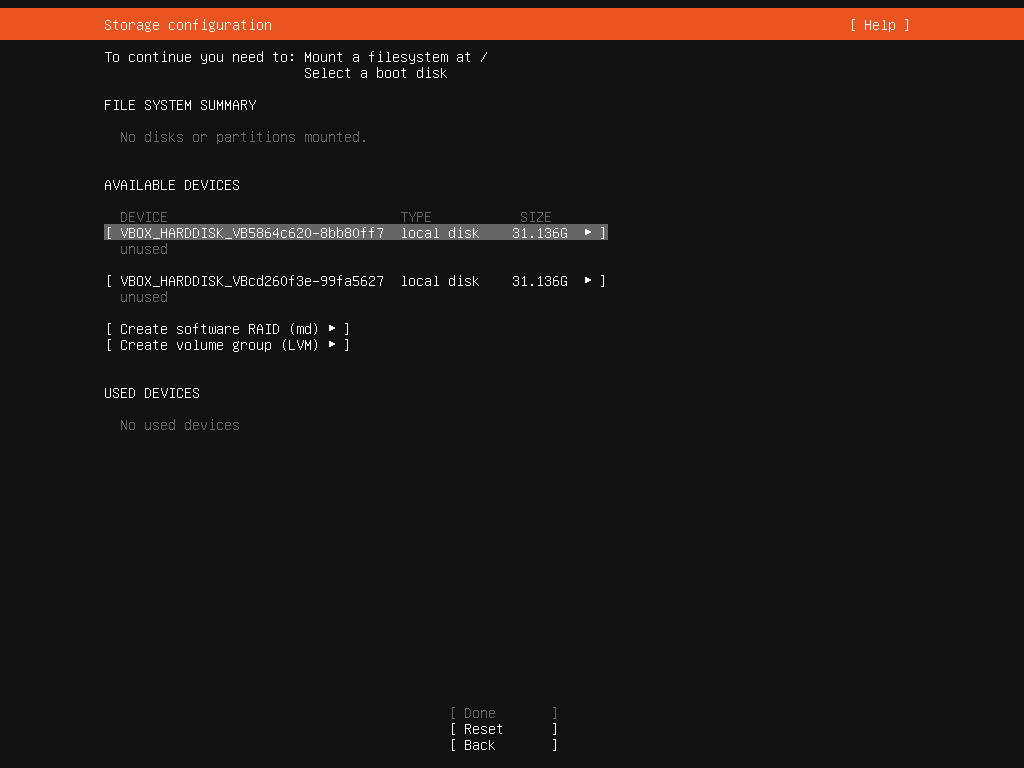 Storage configuration [ Help ]
To continue you need to: Mount a filesystem at /
Select a boot disk
FILE SYSTEM SUMMARY
No disks or partitions mounted.
AVAILABLE DEVICES
DEVICE TYPE SIZE
[ VBOX_HARDDISK_VB5864c620-8bb80ff7 local disk 31.136G ▸ ]
unused
[ VBOX_HARDDISK_VBcd260f3e-99fa5627 local disk 31.136G ▸ ]
unused
[ Create software RAID (md) ▸ ]
[ Create volume group (LVM) ▸ ]
USED DEVICES
No used devices
[ Done ]
[ Reset ]
[ Back ]